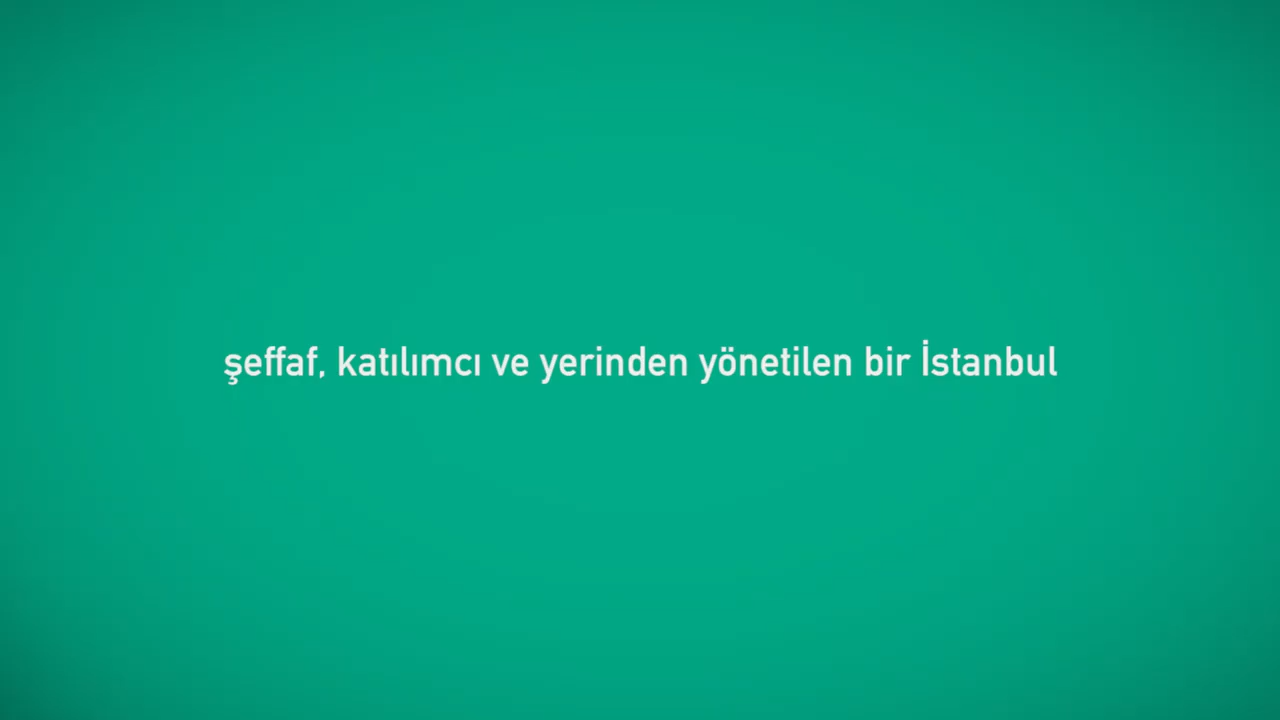 şeffaf, katılımcı ve yerinden yönetilen bir İstanbul